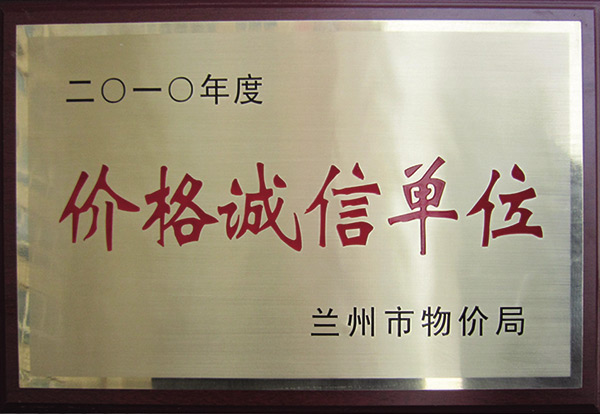 二〇一〇年度
价格诚信单位
兰州市物价局